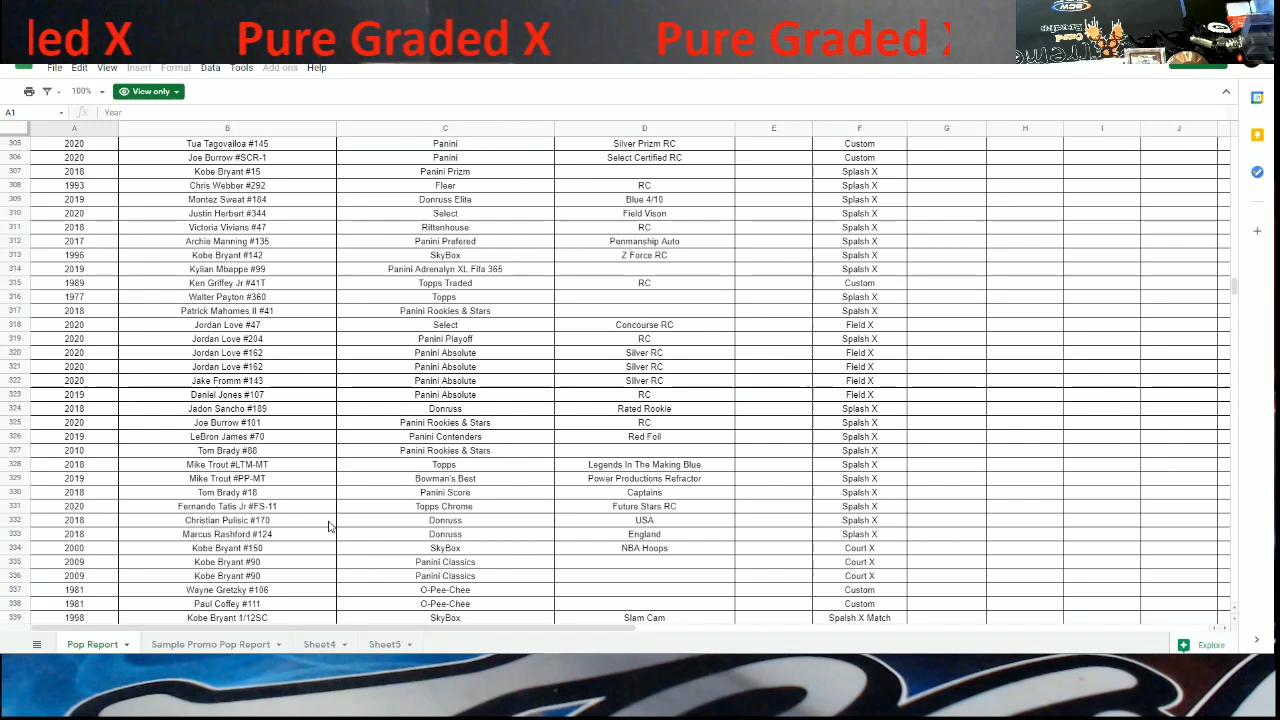 led X Pure Graded X Pure Graded
File Edit View Insert Format Data Tools Add-ons Help
100% View only
A1 fx Year
A B C D E F G H I J
305 2020 Tua Tagovailoa #145 Panini Silver Prizm RC Custom
306 2020 Joe Burrow #SCR-1 Panini Select Certified RC Custom
307 2018 Kobe Bryant #15 Panini Prizm Splash X
308 1993 Chris Webber #292 Fleer RC Splash X
309 2019 Montez Sweat #184 Donruss Elite Blue 4/10 Splash X
310 2020 Justin Herbert #344 Select Field Vison Spalsh X
311 2018 Victoria Vivians #47 Rittenhouse RC Spalsh X
312 2017 Archie Manning #135 Panini Prefered Penmanship Auto Spalsh X
313 1996 Kobe Bryant #142 SkyBox Z Force RC Spalsh X
314 2019 Kylian Mbappe #99 Panini Adrenalyn XL Fifa 365 Spalsh X
315 1989 Ken Griffey Jr #41T Topps Traded RC Custom
316 1977 Walter Payton #360 Topps Splash X
317 2018 Patrick Mahomes II #41 Panini Rookies & Stars Spalsh X
318 2020 Jordan Love #47 Select Concourse RC Field X
319 2020 Jordan Love #204 Panini Playoff RC Spalsh X
320 2020 Jordan Love #162 Panini Absolute Silver RC Field X
321 2020 Jordan Love #162 Panini Absolute Silver RC Field X
322 2020 Jake Fromm #143 Panini Absolute SIlver RC Field X
323 2019 Daniel Jones #107 Panini Absolute RC Field X
324 2018 Jadon Sancho #189 Donruss Rated Rookie Splash X
325 2020 Joe Burrow #101 Panini Rookies & Stars RC Spalsh X
326 2019 LeBron James #70 Panini Contenders Red Foil Spalsh X
327 2010 Tom Brady #88 Panini Rookies & Stars Spalsh X
328 2018 Mike Trout #LTM-MT Topps Legends In The Making Blue Spalsh X
329 2019 Mike Trout #PP-MT Bowman's Best Power Productions Refractor Spalsh X
330 2018 Tom Brady #18 Panini Score Captains Spalsh X
331 2020 Fernando Tatis Jr #FS-11 Topps Chrome Future Stars RC Spalsh X
332 2018 Christian Pulisic #170 Donruss USA Spalsh X
333 2018 Marcus Rashford #124 Donruss England Splash X
334 2000 Kobe Bryant #150 SkyBox NBA Hoops Court X
335 2009 Kobe Bryant #90 Panini Classics Court X
336 2009 Kobe Bryant #90 Panini Classics Court X
337 1981 Wayne Gretzky #106 O-Pee-Chee Custom
338 1981 Paul Coffey #111 O-Pee-Chee Custom
339 1998 Kobe Bryant 1/12SC SkyBox Slam Cam Spalsh X Match
Pop Report Sample Promo Pop Report Sheet4 Sheet5 Explore